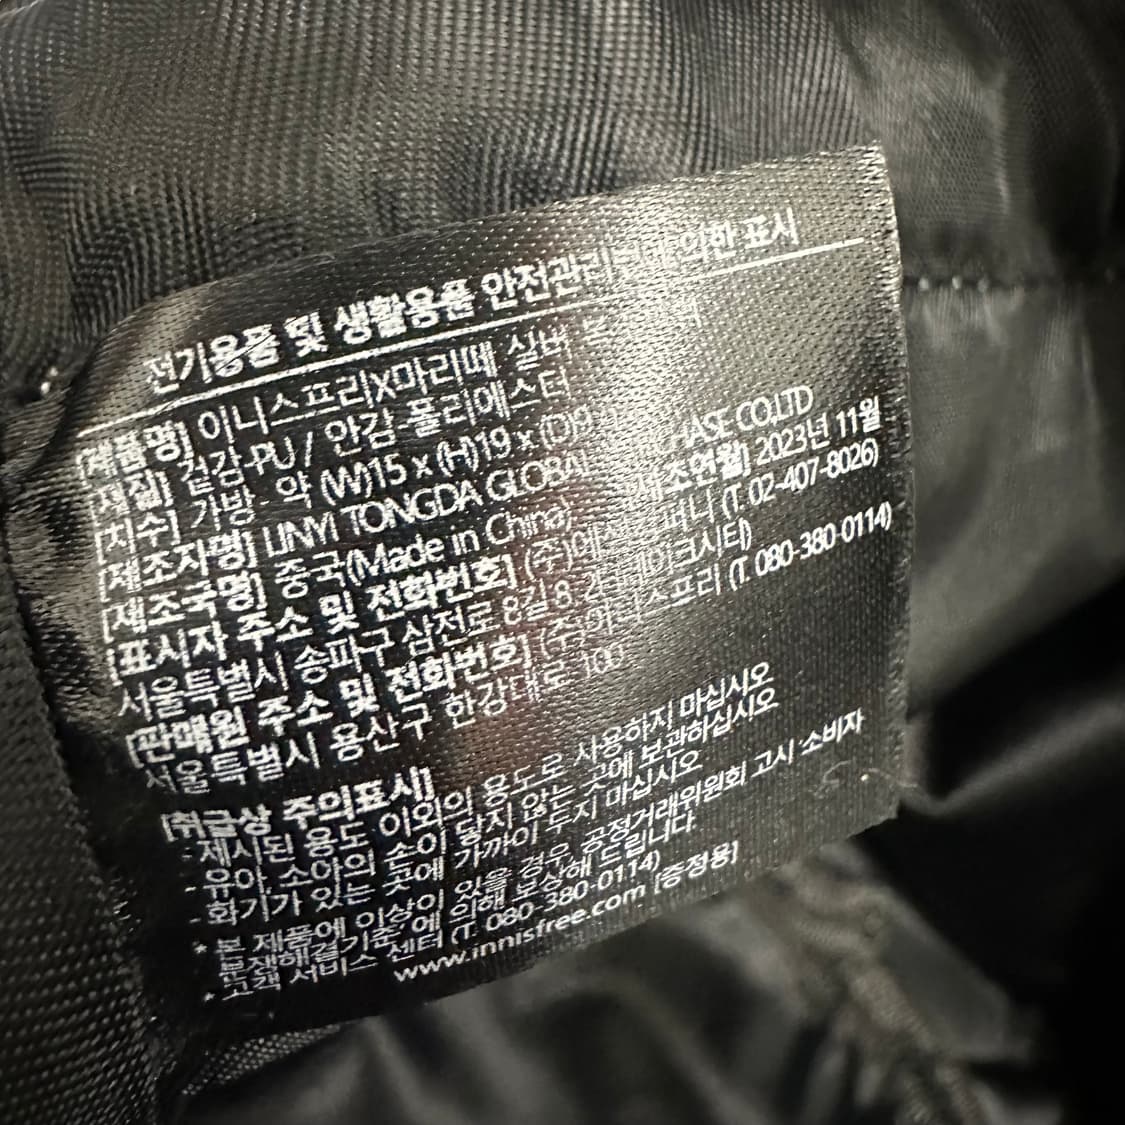 전기용품 및 생활용품 안전관리 의한 표시
[제품명] 이니스프리X마리떼 실버
[재질] 겉감-PU / 안감-폴리에스터
[치수] 가방 약 (W)15 x (H)19 x (D)9
[제조자명] LINYI TONGDA GLOBAL CO.LTD
[제조국명] 중국(Made in China) 2023년 11월
[표시자 주소 및 전화번호] (T. 02-407-8026)
서울특별시 송파구 삼전로 8길 8,
[판매원 주소 및 전화번호] (주)이니스프리 (T. 080-380-0114)
서울특별시 용산구 한강대로 100
[취급상 주의표시]
- 제시된 용도 이외의 용도로 사용하지 마십시오
- 유아, 소아의 손이 닿지 않는 곳에 보관하십시오
- 화기가 있는 곳에 가까이 두지 마십시오
* 본 제품에 이상이 있을 경우, 공정거래위원회 고시 '소비자
분쟁해결기준'에 의해 보상해 드립니다.
* 고객 서비스 센터 (T. 080-380-0114)
www.innisfree.com [증정용]